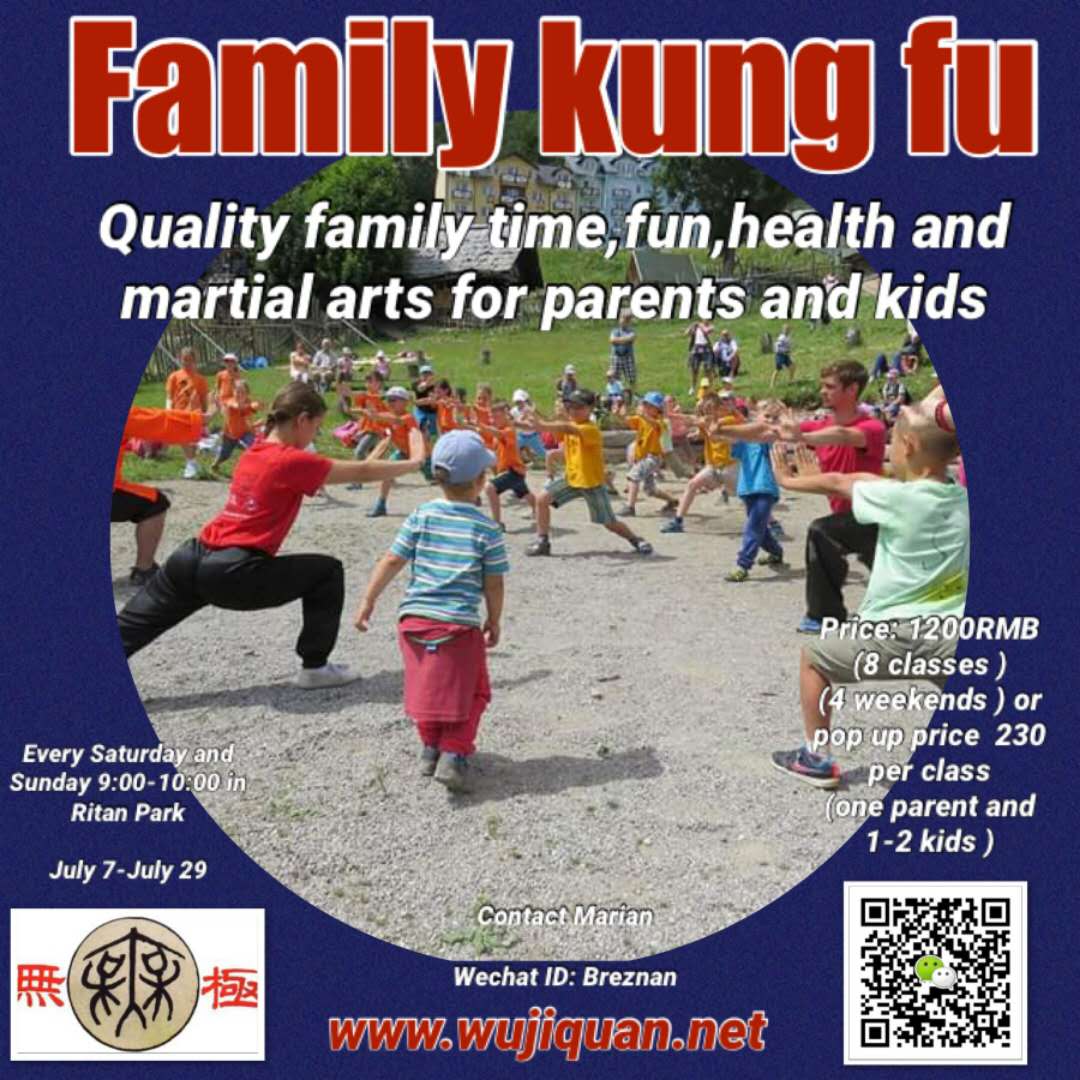 Family kung fu
Quality family time,fun,health and
martial arts for parents and kids
Price: 1200RMB
(8 classes )
(4 weekends ) or
pop up price 230
per class
(one parent and
1-2 kids )
Every Saturday and
Sunday 9:00-10:00 in
Ritan Park
July 7-July 29
無 極
Contact Marian
Wechat ID: Breznan
www.wujiquan.net